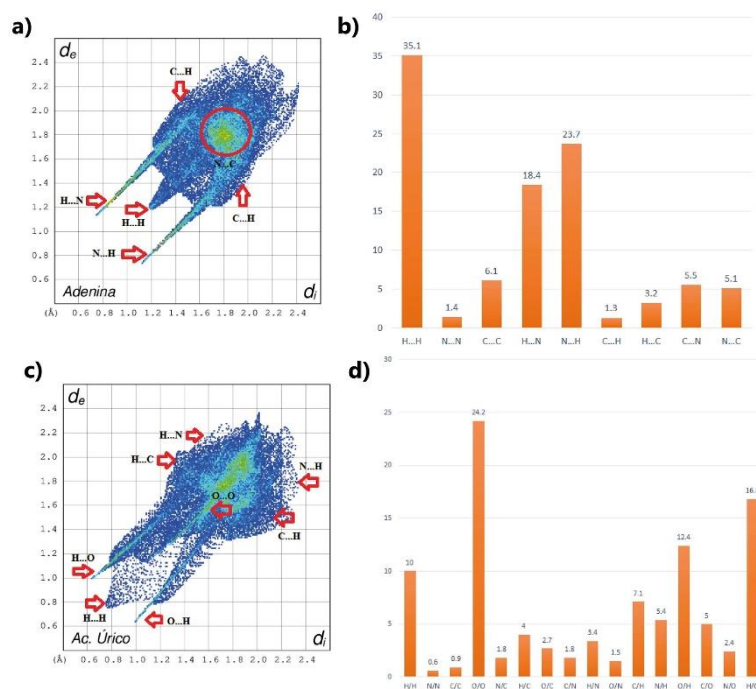 a)
d_e
2.4
2.2
2.0
1.8
1.6
1.4
1.2
1.0
0.8
0.6
C...H
N...C
H...N
H...H
C...H
N...H
Adenina
d_i
(Å) 0.6 0.8 1.0 1.2 1.4 1.6 1.8 2.0 2.2 2.4
b)
40
35
30
25
20
15
10
5
0
35.1
1.4
6.1
18.4
23.7
1.3
3.2
5.5
5.1
H...H N...N C...C H...N N...H C...H H...C C...N N...C
c)
d_e
2.4
2.2
2.0
1.8
1.6
1.4
1.2
1.0
0.8
0.6
H...N
H...C
N...H
O...O
C...H
H...O
H...H
O...H
Ac. Úrico
d_i
(Å) 0.6 0.8 1.0 1.2 1.4 1.6 1.8 2.0 2.2 2.4
d)
30
25
20
15
10
5
0
10
0.6
0.9
24.2
1.8
4
2.7
1.8
3.4
1.5
7.1
5.4
12.4
5
2.4
H/H N/N C/C O/O N/C H/C O/C C/N H/N O/N C/H N/H O/H C/O N/O